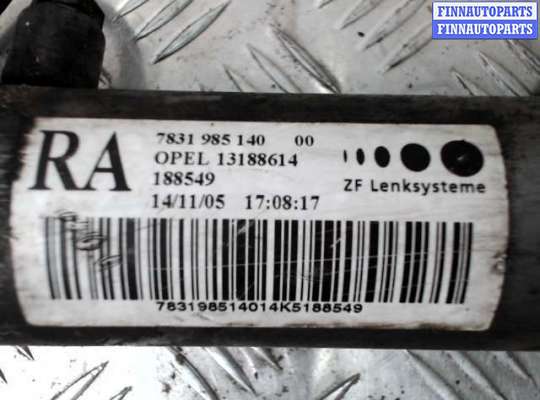 FINNAUTOPARTS
FINNAUTOPARTS
RA
7831 985 140 00
OPEL 13188614
188549
14/11/05 17:08:17
ZF Lenksysteme
783198514014K5188549